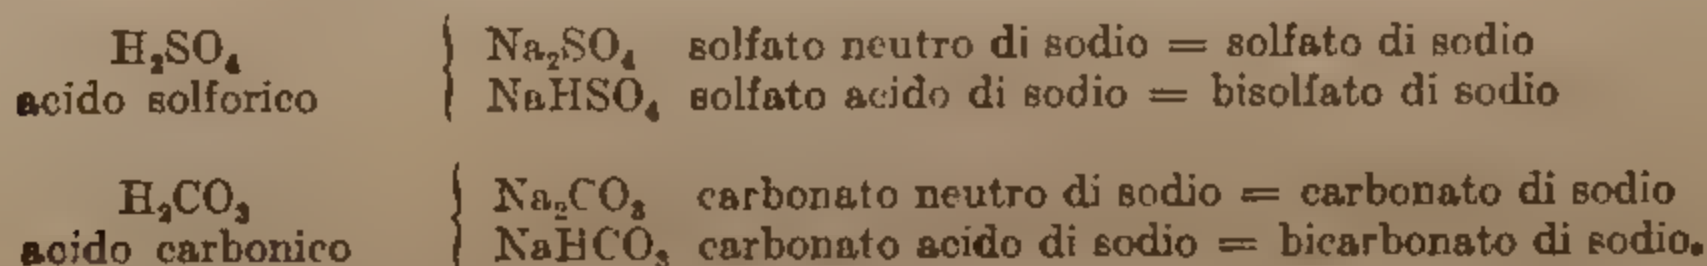 H₂SO₄ { Na₂SO₄ solfato neutro di sodio = solfato di sodio
acido solforico { NaHSO₄ solfato acido di sodio = bisolfato di sodio
H₂CO₃ { Na₂CO₃ carbonato neutro di sodio = carbonato di sodio
acido carbonico { NaHCO₃ carbonato acido di sodio = bicarbonato di sodio.